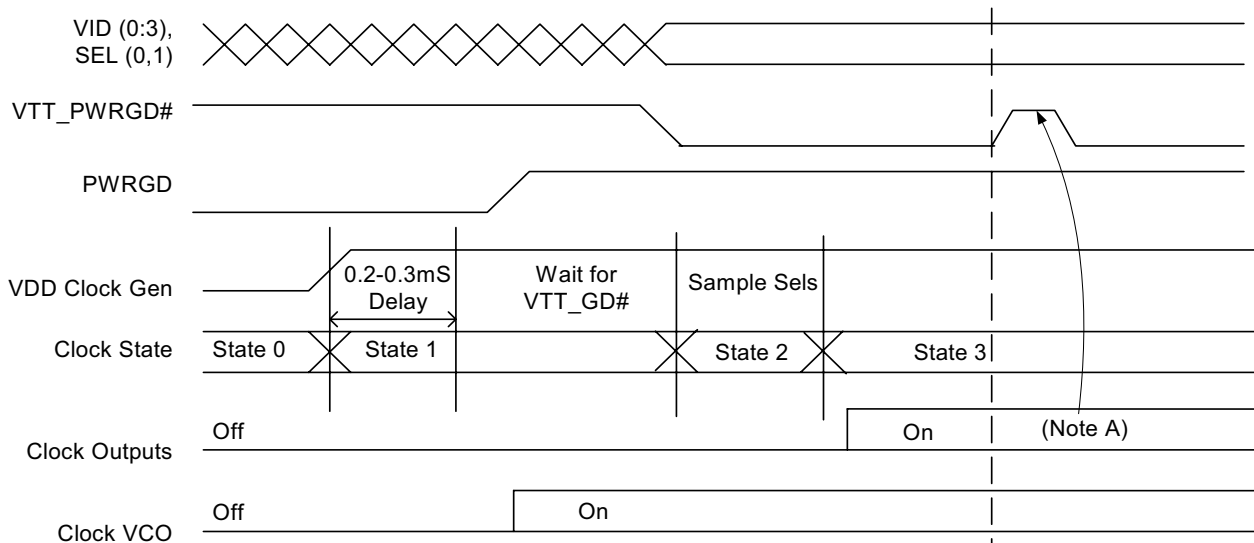 VID (0:3),
SEL (0,1)
VTT_PWRGD#
PWRGD
VDD Clock Gen
0.2-0.3mS
Delay
Wait for
VTT_GD#
Sample Sels
Clock State
State 0
State 1
State 2
State 3
Clock Outputs
Off
On
(Note A)
Clock VCO
Off
On